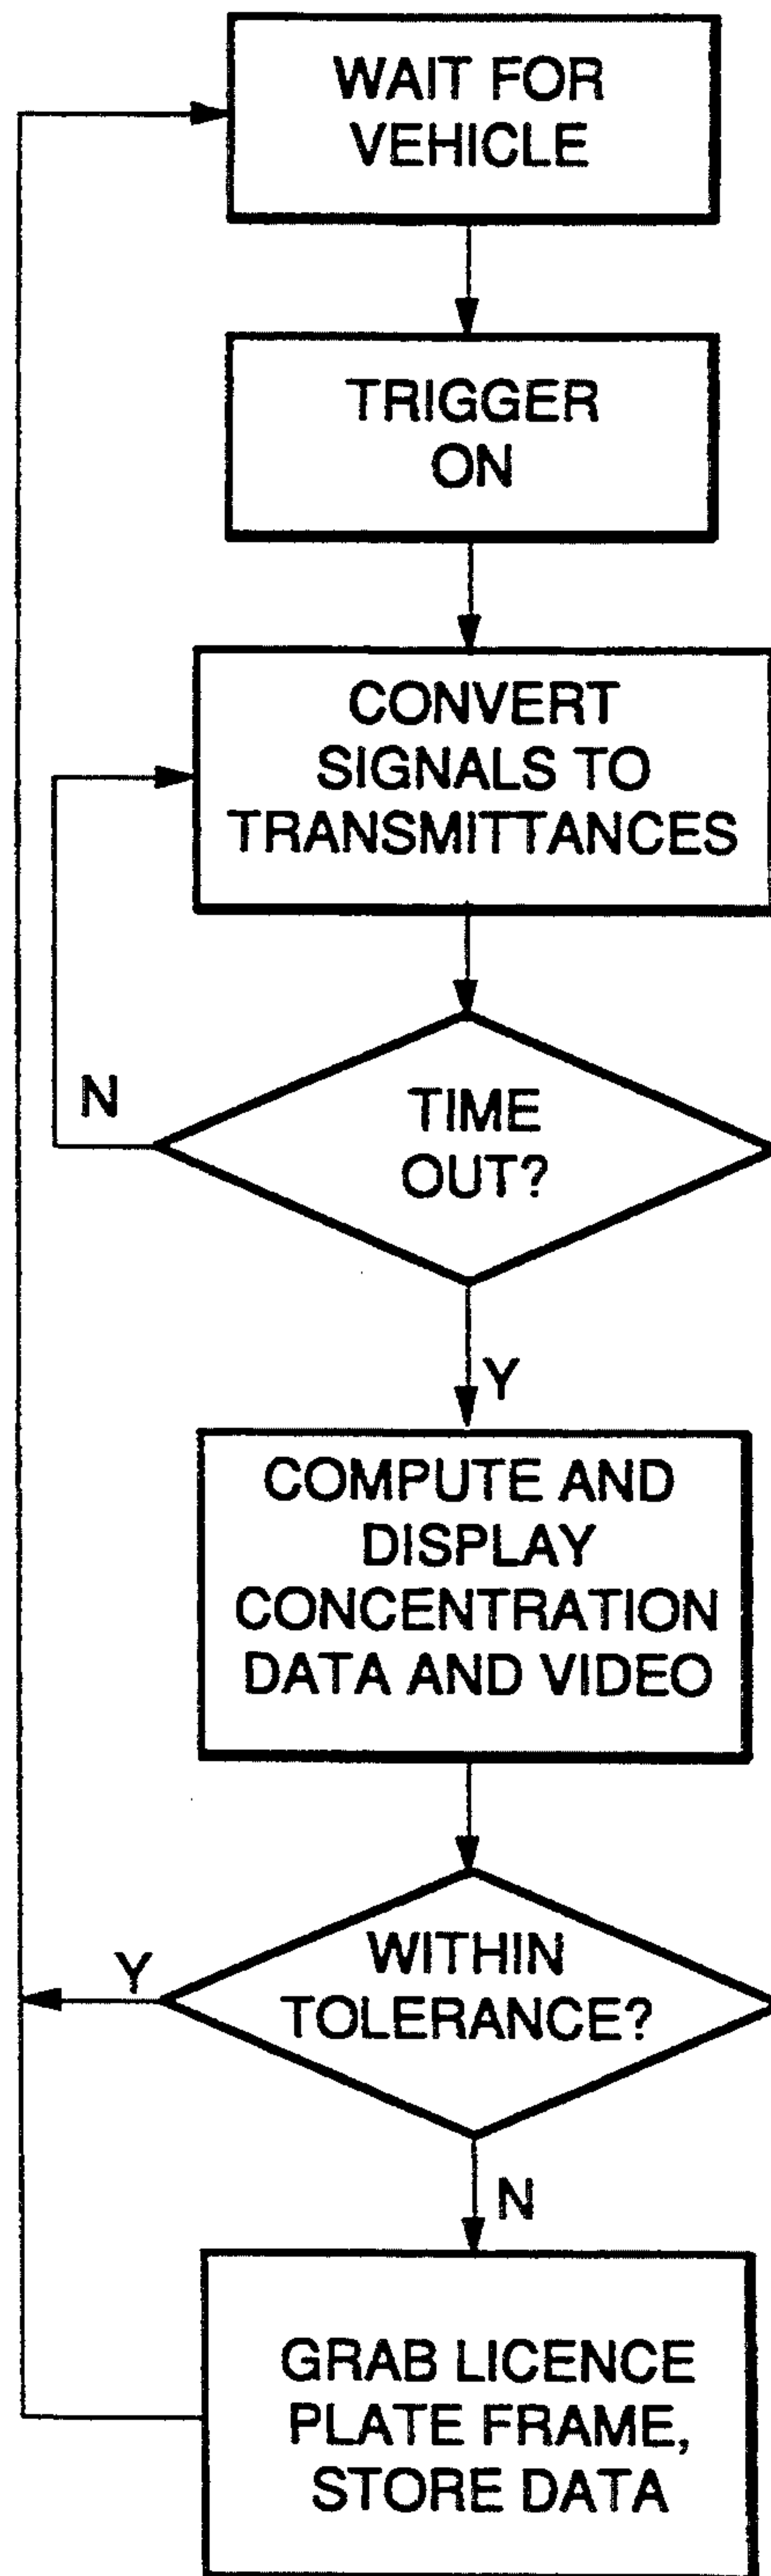 WAIT FOR
VEHICLE
TRIGGER
ON
CONVERT
SIGNALS TO
TRANSMITTANCES
N
TIME
OUT?
Y
COMPUTE AND
DISPLAY
CONCENTRATION
DATA AND VIDEO
Y
WITHIN
TOLERANCE?
N
GRAB LICENCE
PLATE FRAME,
STORE DATA